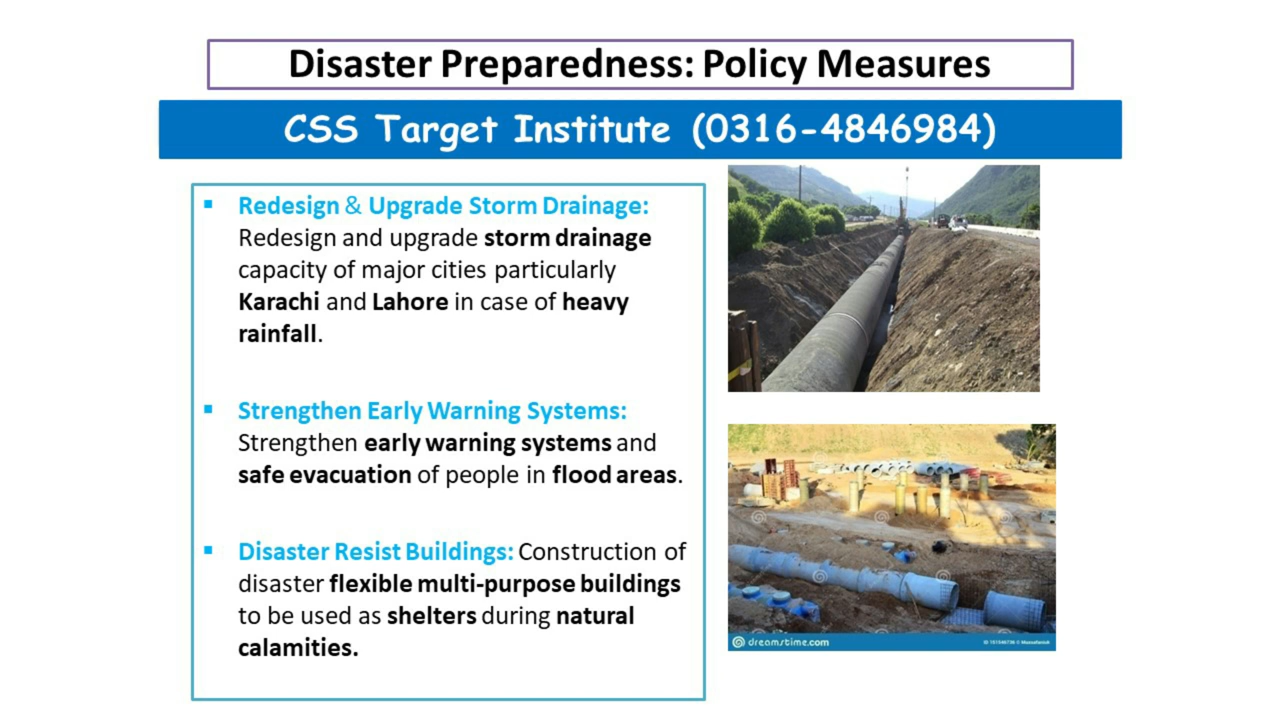 Disaster Preparedness: Policy Measures
CSS Target Institute (0316-4846984)
▪ Redesign & Upgrade Storm Drainage:
Redesign and upgrade storm drainage
capacity of major cities particularly
Karachi and Lahore in case of heavy
rainfall.
▪ Strengthen Early Warning Systems:
Strengthen early warning systems and
safe evacuation of people in flood areas.
▪ Disaster Resist Buildings: Construction of
disaster flexible multi-purpose buildings
to be used as shelters during natural
calamities.
dreamstime.com